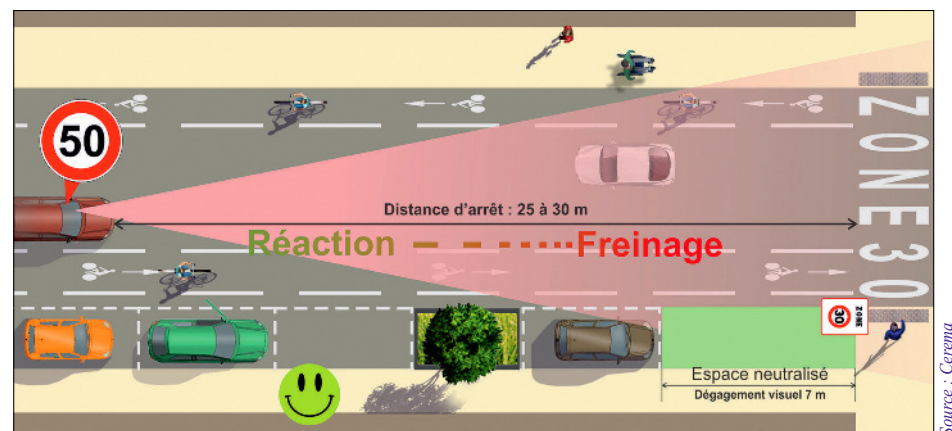 50
Distance d'arrêt : 25 à 30 m
Réaction
Freinage
ZONE 30
30
ZONE
Espace neutralisé
Dégagement visuel 7 m
Source : Cerema